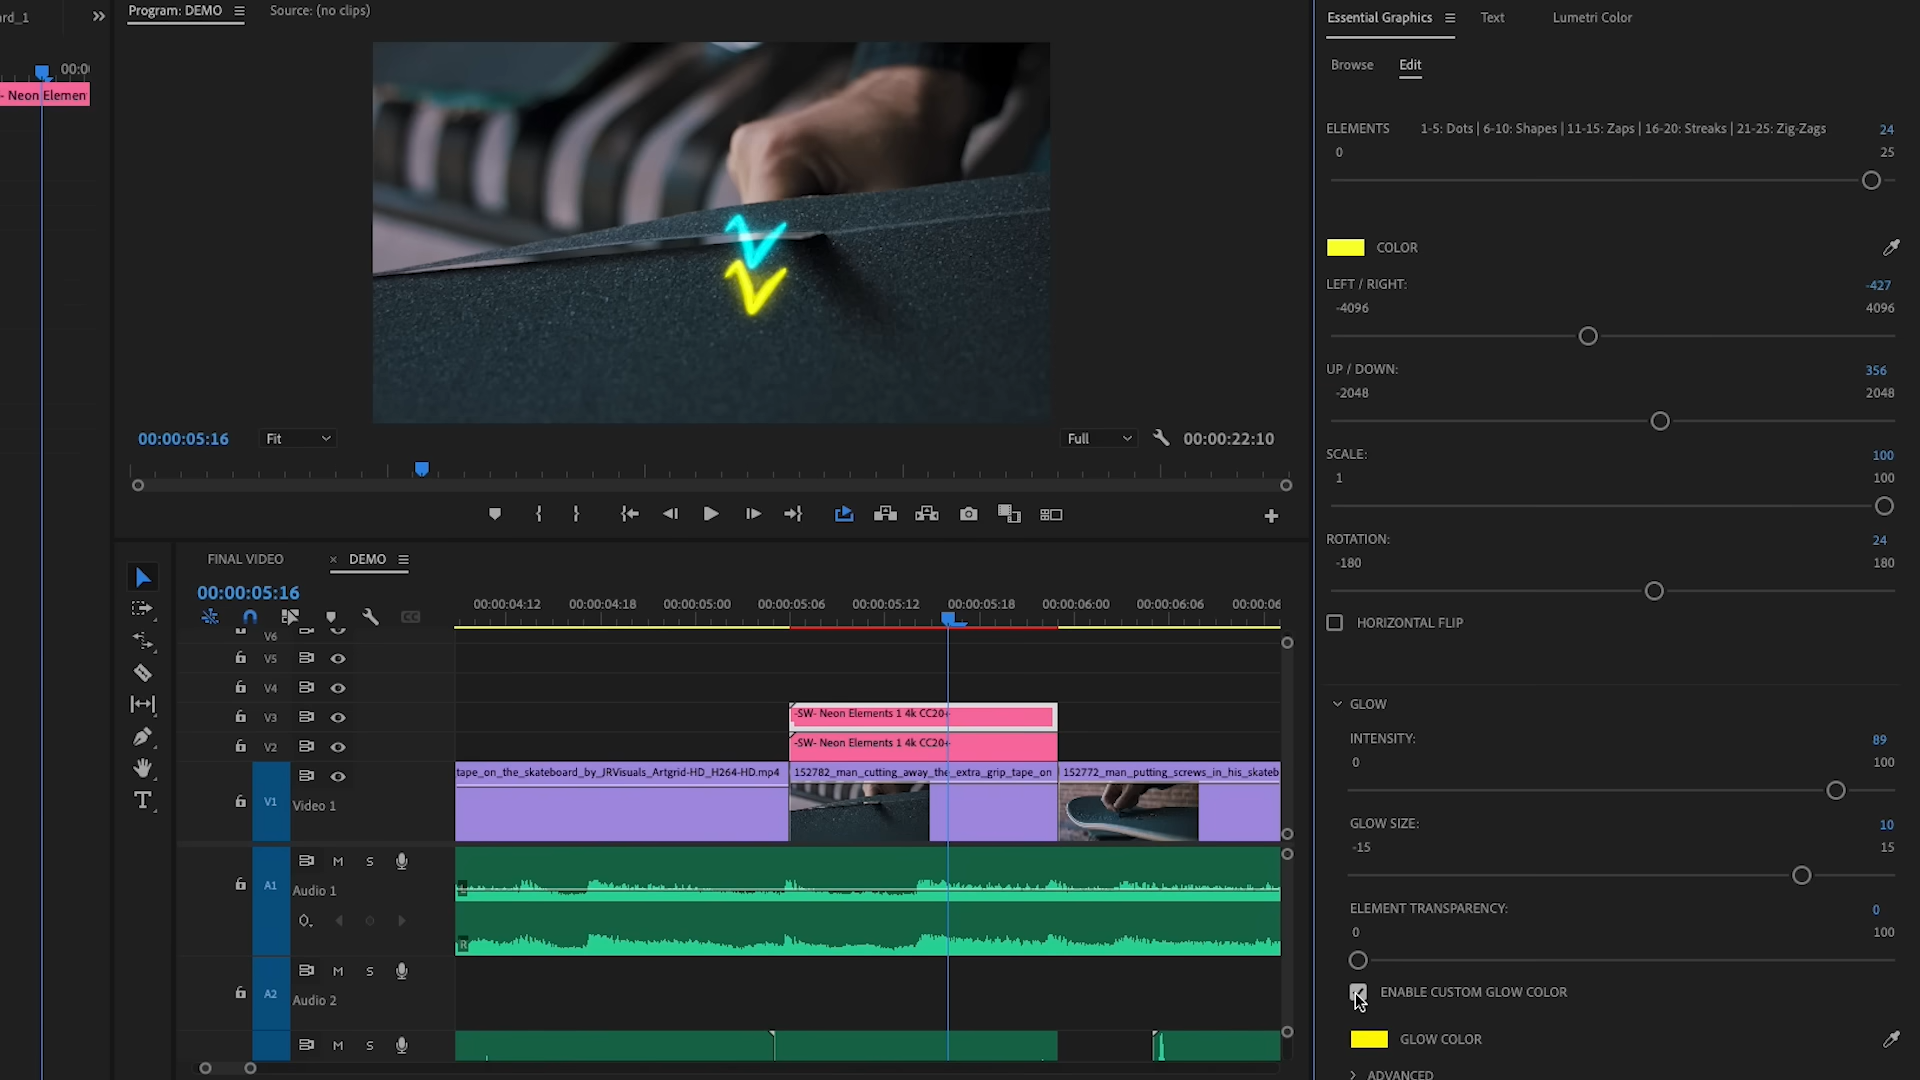 Program: DEMO
Source: (no clips)
- Neon Elemen
00:00:05:16
Fit
Full
00:00:22:10
FINAL VIDEO
× DEMO
00:00:05:16
00:00:04:12
00:00:04:18
00:00:05:00
00:00:05:06
00:00:05:12
00:00:05:18
00:00:06:00
00:00:06:06
V6
V5
V4
V3
-SW- Neon Elements 1 4k CC20+
V2
-SW- Neon Elements 1 4k CC20+
tape_on_the_skateboard_by_JRVisuals_Artgrid-HD_H264-HD.mp4
152782_man_cutting_away_the_extra_grip_tape_on
152772_man_putting_screws_in_his_skateb
V1
Video 1
M S
A1
Audio 1
L
R
M S
A2
Audio 2
M S
Essential Graphics
Text
Lumetri Color
Browse
Edit
ELEMENTS 1-5: Dots | 6-10: Shapes | 11-15: Zaps | 16-20: Streaks | 21-25: Zig-Zags 24
0 25
COLOR
LEFT / RIGHT: -427
-4096 4096
UP / DOWN: 356
-2048 2048
SCALE: 100
1 100
ROTATION: 24
-180 180
HORIZONTAL FLIP
GLOW
INTENSITY: 89
0 100
GLOW SIZE: 10
-15 15
ELEMENT TRANSPARENCY: 0
0 100
ENABLE CUSTOM GLOW COLOR
GLOW COLOR
ADVANCED